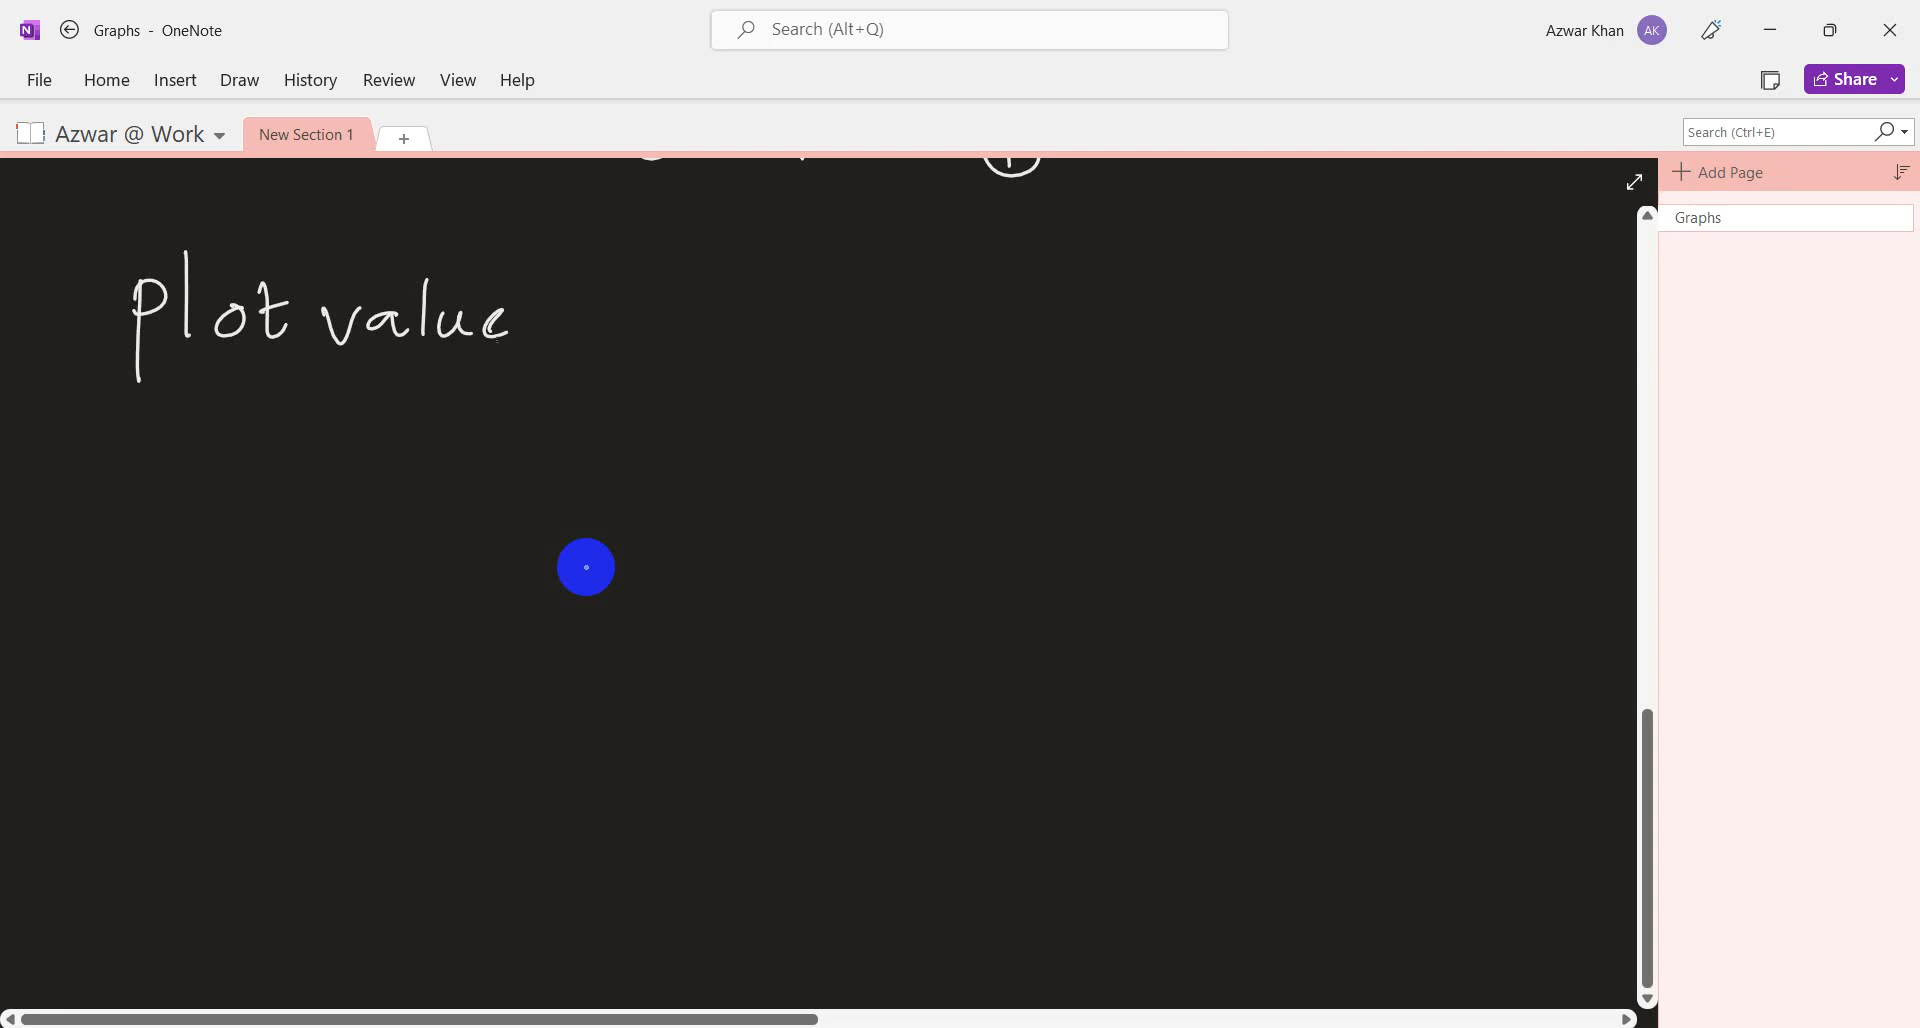 Graphs - OneNote
Search (Alt+Q)
Azwar Khan
AK
File Home Insert Draw History Review View Help
Share
Azwar @ Work
New Section 1
+
Search (Ctrl+E)
Add Page
Graphs
plot value